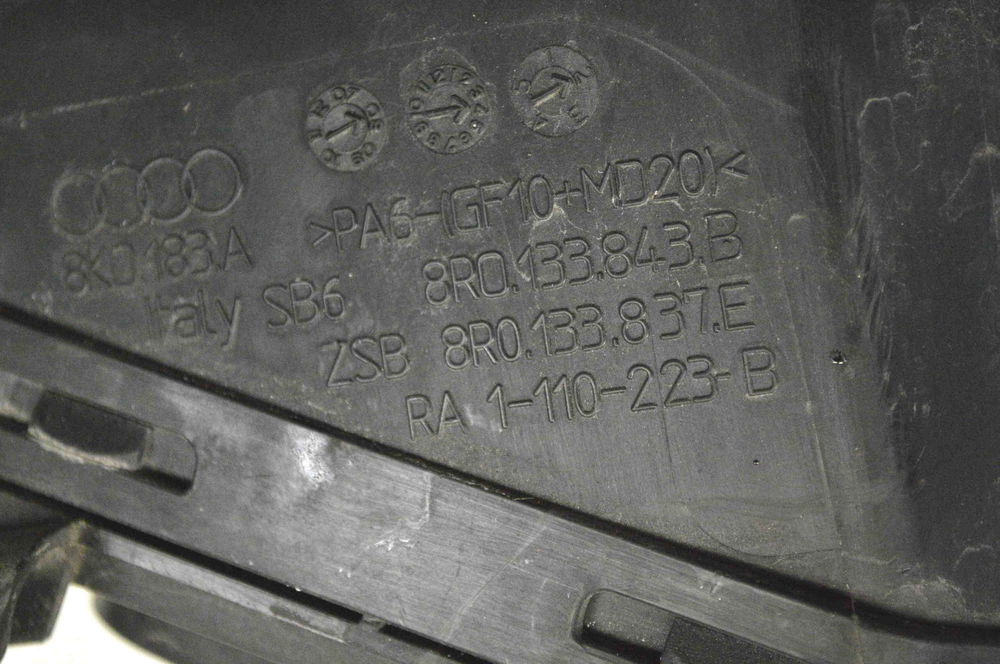 >PA6-(GF10+MD20)<
8K0.183.A
8R0.133.843.B
Italy SB6
ZSB 8R0.133.837.E
RA 1-110-223-B